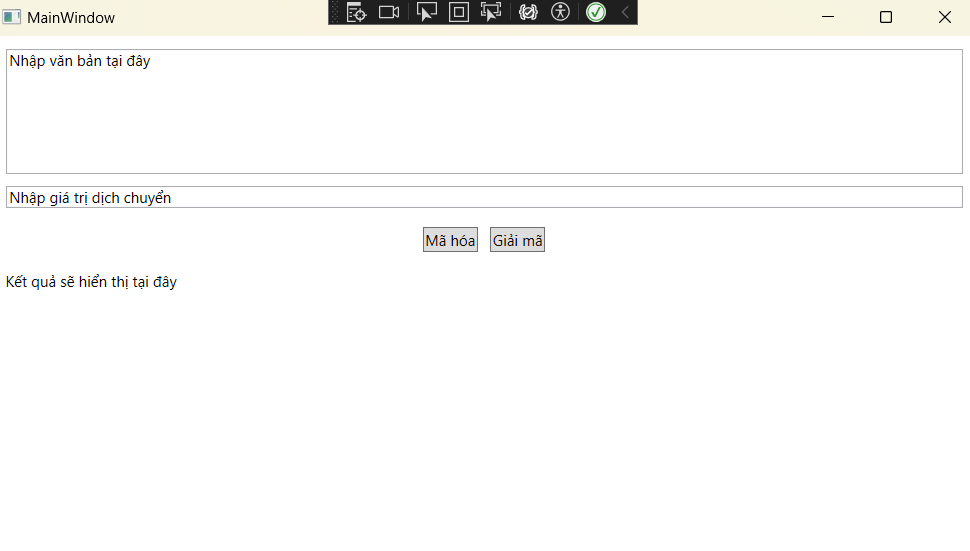 MainWindow
Nhập văn bản tại đây
Nhập giá trị dịch chuyển
Mã hóa Giải mã
Kết quả sẽ hiển thị tại đây